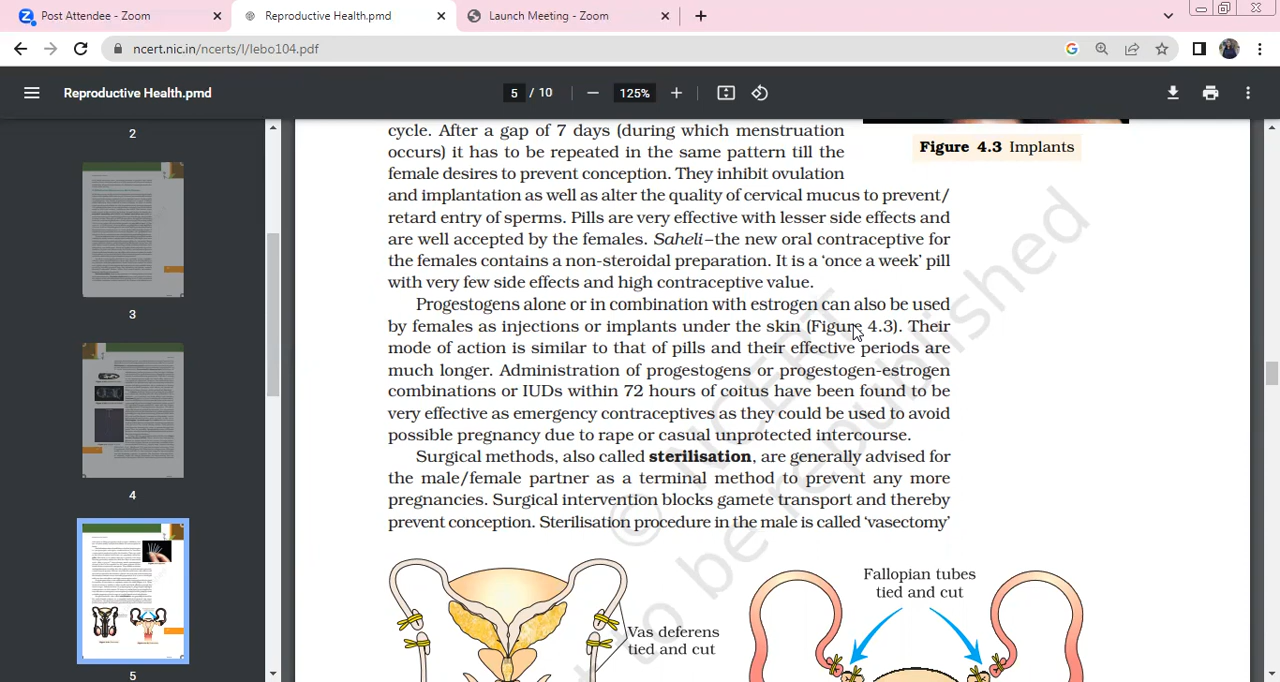 Post Attendee - Zoom
Reproductive Health.pmd
Launch Meeting - Zoom
ncert.nic.in/ncerts/l/lebo104.pdf
Reproductive Health.pmd
5 / 10
125%
2
3
4
5
cycle. After a gap of 7 days (during which menstruation
occurs) it has to be repeated in the same pattern till the
female desires to prevent conception. They inhibit ovulation
and implantation as well as alter the quality of cervical mucus to prevent/
retard entry of sperms. Pills are very effective with lesser side effects and
are well accepted by the females. Saheli–the new oral contraceptive for
the females contains a non-steroidal preparation. It is a ‘once a week’ pill
with very few side effects and high contraceptive value.
Progestogens alone or in combination with estrogen can also be used
by females as injections or implants under the skin (Figure 4.3). Their
mode of action is similar to that of pills and their effective periods are
much longer. Administration of progestogens or progestogen-estrogen
combinations or IUDs within 72 hours of coitus have been found to be
very effective as emergency contraceptives as they could be used to avoid
possible pregnancy due to rape or casual unprotected intercourse.
Surgical methods, also called sterilisation, are generally advised for
the male/female partner as a terminal method to prevent any more
pregnancies. Surgical intervention blocks gamete transport and thereby
prevent conception. Sterilisation procedure in the male is called ‘vasectomy’
Figure 4.3 Implants
Vas deferens
tied and cut
Fallopian tubes
tied and cut
© NCERT
not to be republished